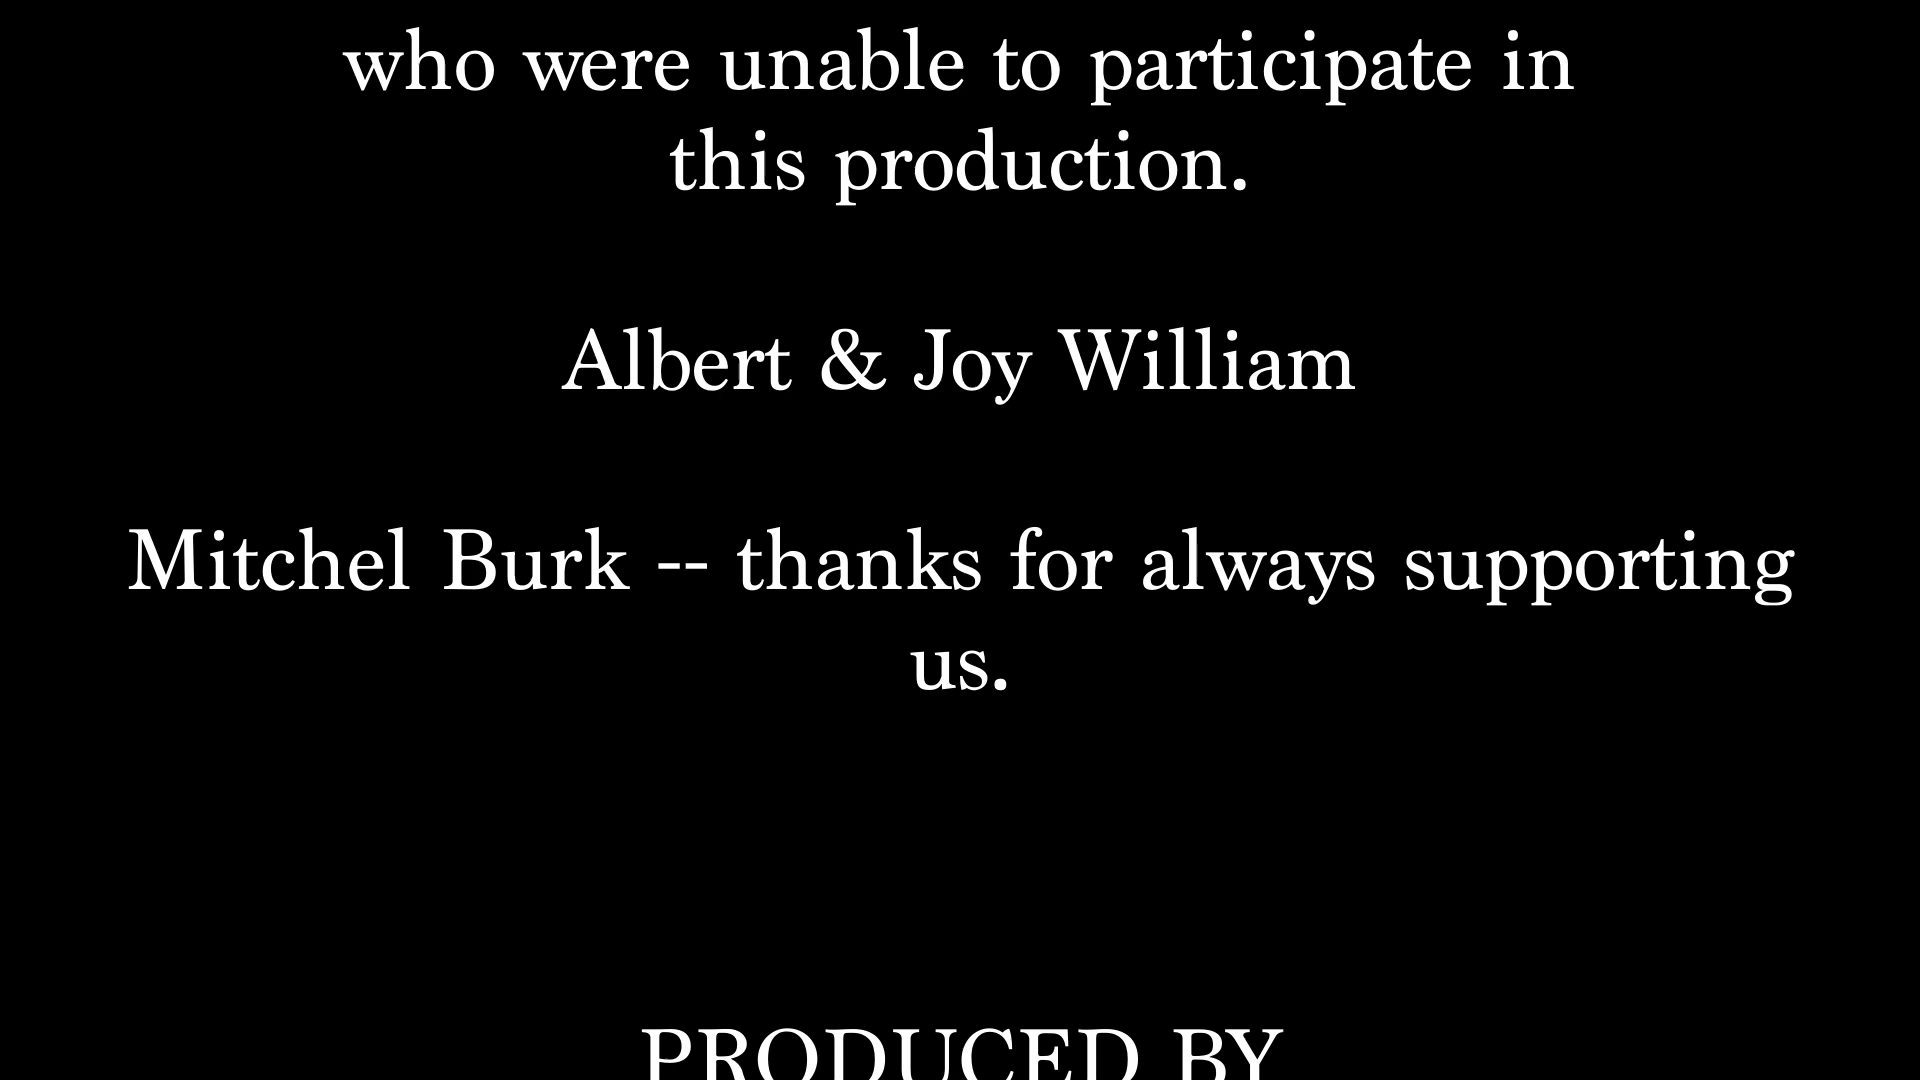 who were unable to participate in
this production.
Albert & Joy William
Mitchel Burk -- thanks for always supporting
us.
PRODUCED BY